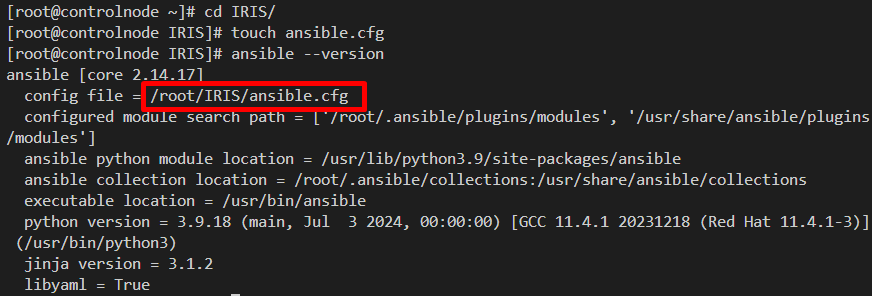 [root@controlnode ~]# cd IRIS/
[root@controlnode IRIS]# touch ansible.cfg
[root@controlnode IRIS]# ansible --version
ansible [core 2.14.17]
  config file = /root/IRIS/ansible.cfg
  configured module search path = ['/root/.ansible/plugins/modules', '/usr/share/ansible/plugins
/modules']
  ansible python module location = /usr/lib/python3.9/site-packages/ansible
  ansible collection location = /root/.ansible/collections:/usr/share/ansible/collections
  executable location = /usr/bin/ansible
  python version = 3.9.18 (main, Jul  3 2024, 00:00:00) [GCC 11.4.1 20231218 (Red Hat 11.4.1-3)]
 (/usr/bin/python3)
  jinja version = 3.1.2
  libyaml = True